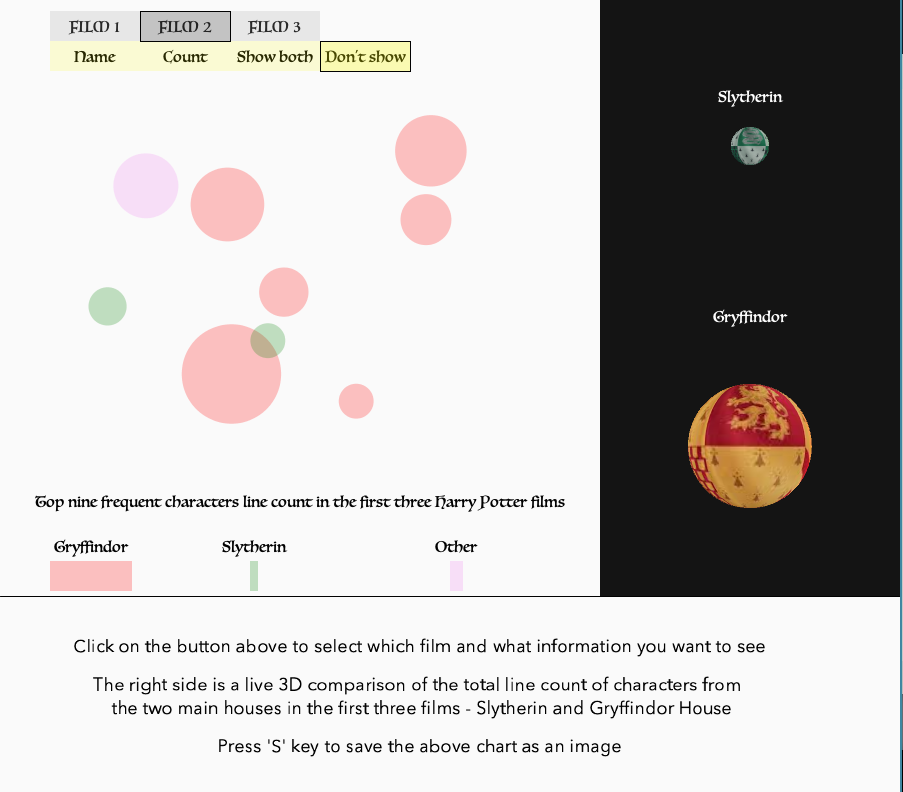 FILM 1 FILM 2 FILM 3
Name Count Show both Don't show
Slytherin
Gryffindor
Top nine frequent characters line count in the first three Harry Potter films
Gryffindor Slytherin Other
Click on the button above to select which film and what information you want to see
The right side is a live 3D comparison of the total line count of characters from
the two main houses in the first three films - Slytherin and Gryffindor House
Press 'S' key to save the above chart as an image